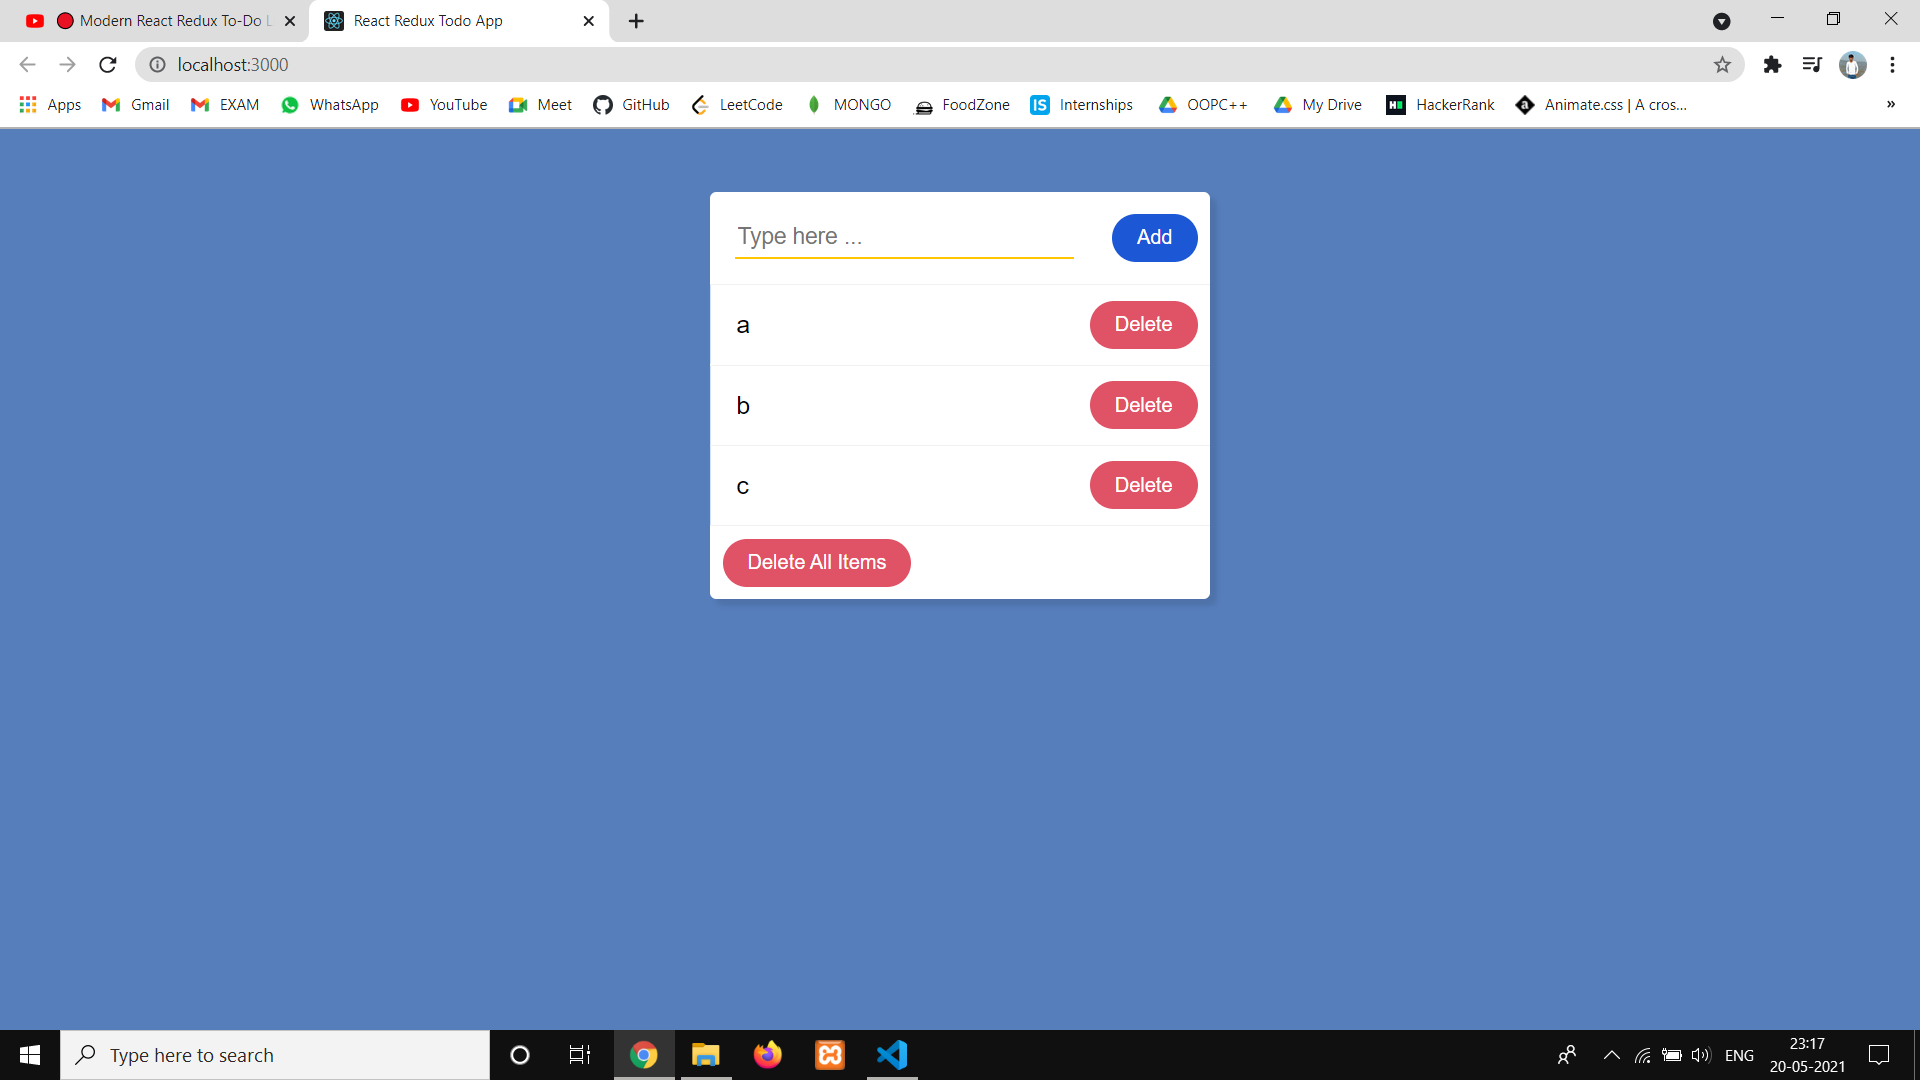 Modern React Redux To-Do L
React Redux Todo App
localhost:3000
Apps Gmail EXAM WhatsApp YouTube Meet GitHub LeetCode MONGO FoodZone IS Internships OOPC++ My Drive HackerRank Animate.css | A cros... »
Type here ... Add
a Delete
b Delete
c Delete
Delete All Items
Type here to search
ENG
23:17
20-05-2021